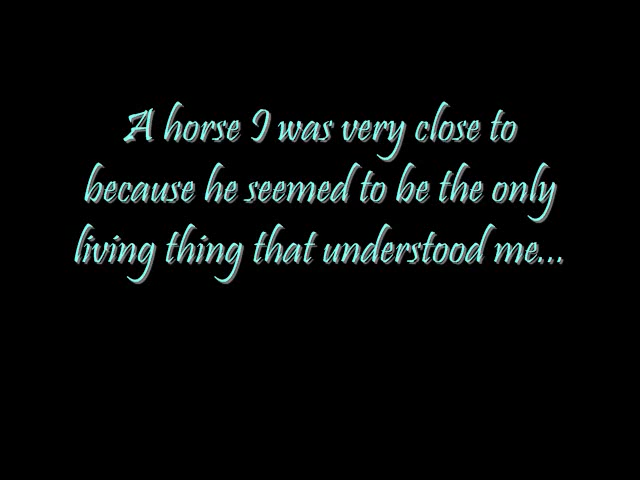 A horse I was very close to
because he seemed to be the only
living thing that understood me...